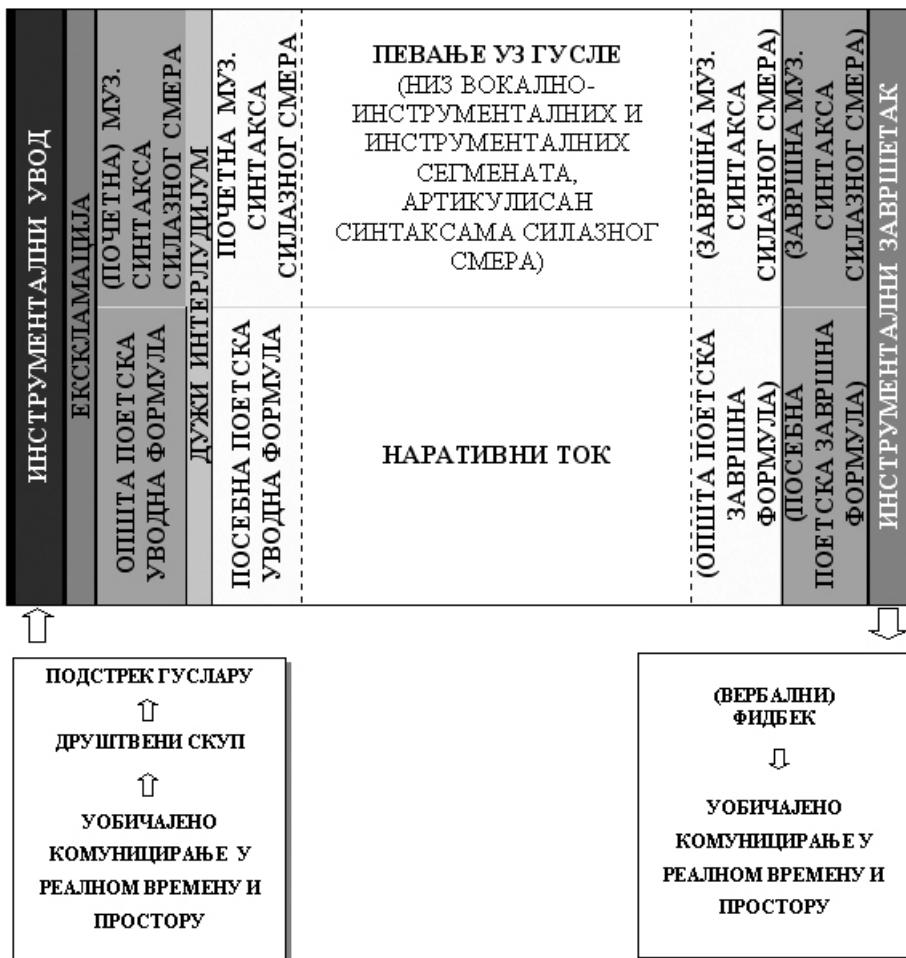 ИНСТРУМЕНТАЛНИ УВОД
ЕКСКЛАМАЦИЈА
(ПОЧЕТНА) МУЗ.
СИНТАКСА
СИЛАЗНОГ СМЕРА
ОПШТА ПОЕТСКА
УВОДНА ФОРМУЛА
ДУЖИ ИНТЕРЛУДИЈУМ
ПОЧЕТНА МУЗ.
СИНТАКСА
СИЛАЗНОГ СМЕРА
ПОСЕБНА ПОЕТСКА
УВОДНА ФОРМУЛА
ПЕВАЊЕ УЗ ГУСЛЕ
(НИЗ ВОКАЛНО-
ИНСТРУМЕНТАЛНИХ И
ИНСТРУМЕНТАЛНИХ
СЕГМЕНАТА,
АРТИКУЛИСАН
СИНТАКСАМА СИЛАЗНОГ
СМЕРА)
НАРАТИВНИ ТОК
(ЗАВРШНА МУЗ.
СИНТАКСА
СИЛАЗНОГ СМЕРА)
(ОПШТА ПОЕТСКА
ЗАВРШНА
ФОРМУЛА)
(ЗАВРШНА МУЗ.
СИНТАКСА
СИЛАЗНОГ СМЕРА)
(ПОСЕБНА
ПОЕТСКА ЗАВРШНА
ФОРМУЛА)
ИНСТРУМЕНТАЛНИ ЗАВРШЕТАК
ПОДСТРЕК ГУСЛАРУ
ДРУШТВЕНИ СКУП
УОБИЧАЈЕНО
КОМУНИЦИРАЊЕ У
РЕАЛНОМ ВРЕМЕНУ И
ПРОСТОРУ
(ВЕРБАЛНИ)
ФИДБЕК
УОБИЧАЈЕНО
КОМУНИЦИРАЊЕ У
РЕАЛНОМ ВРЕМЕНУ И
ПРОСТОРУ